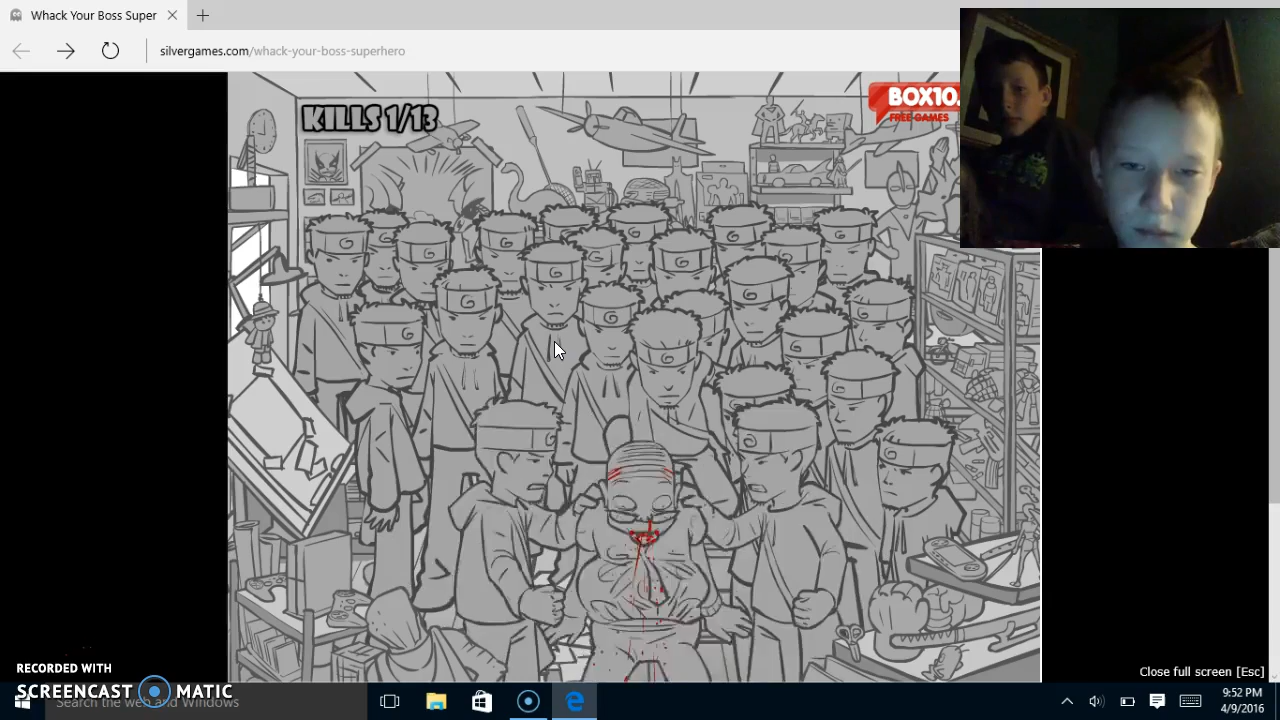 Whack Your Boss Super
silvergames.com/whack-your-boss-superhero
KILLS 1/13
BOX10.
FREE GAMES
RECORDED WITH
SCREENCAST MATIC
Close full screen [Esc]
Search the web and Windows
9:52 PM
4/9/2016